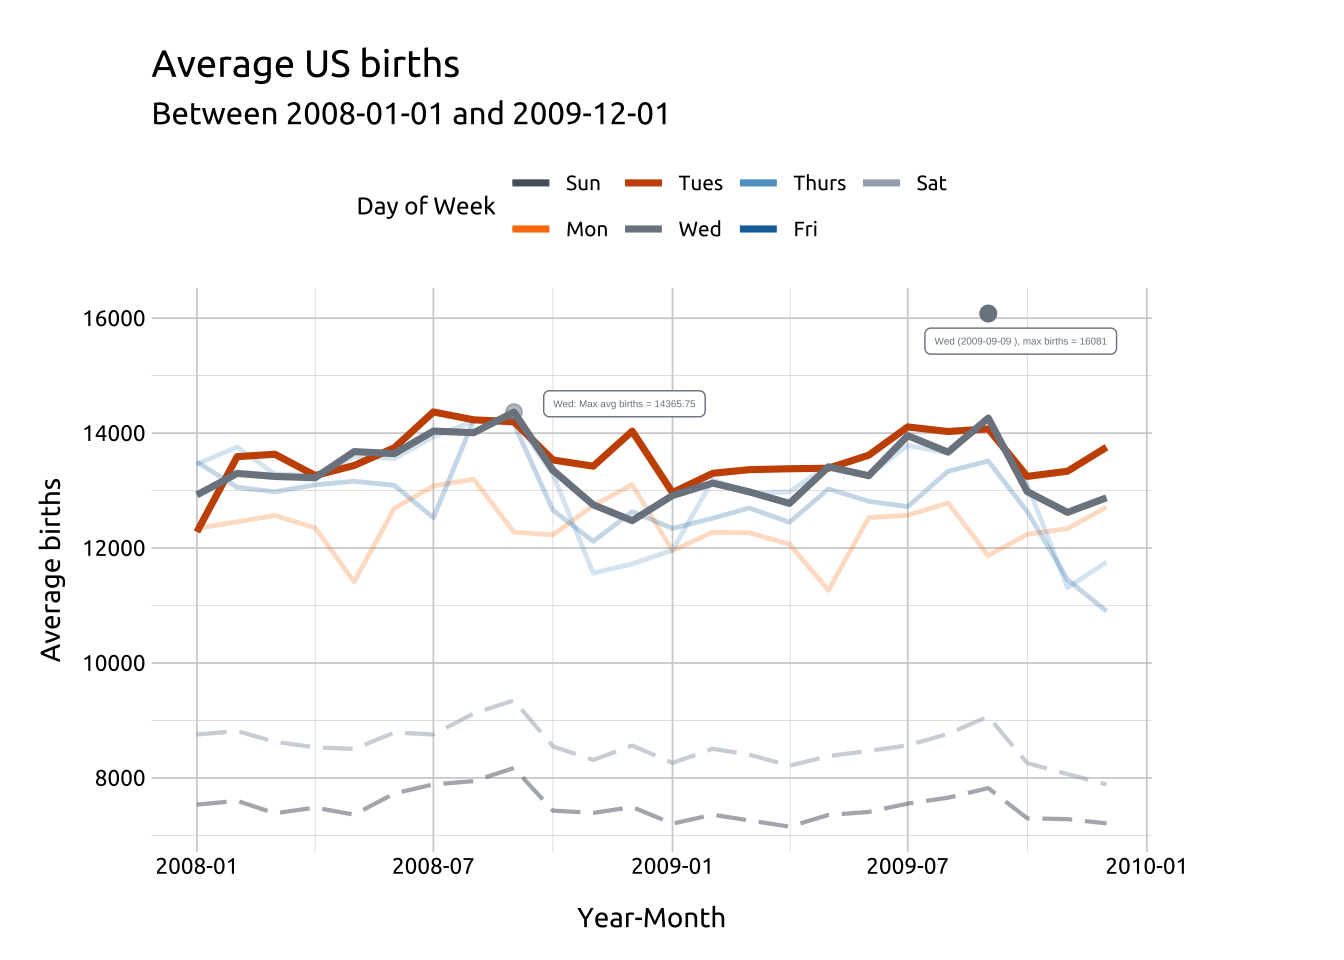 Average US births
Between 2008-01-01 and 2009-12-01
Day of Week
Sun
Tues
Thurs
Sat
Mon
Wed
Fri
16000
14000
12000
10000
8000
Average births
Wed (2009-09-09 ), max births = 16081
Wed: Max avg births = 14365.75
2008-01
2008-07
2009-01
2009-07
2010-01
Year-Month